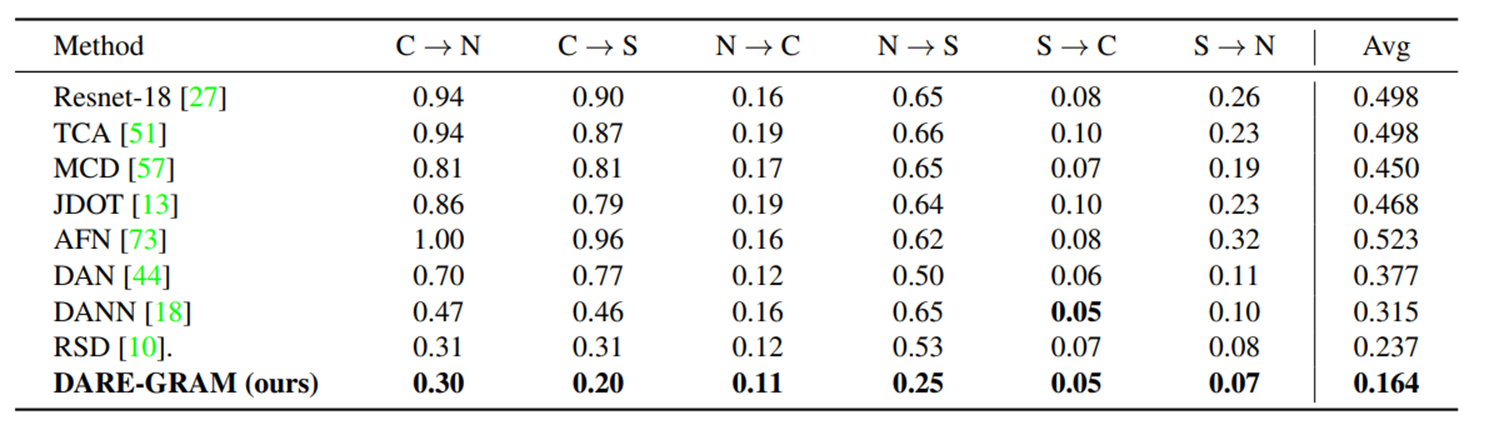 Method C → N C → S N → C N → S S → C S → N Avg
Resnet-18 [27] 0.94 0.90 0.16 0.65 0.08 0.26 0.498
TCA [51] 0.94 0.87 0.19 0.66 0.10 0.23 0.498
MCD [57] 0.81 0.81 0.17 0.65 0.07 0.19 0.450
JDOT [13] 0.86 0.79 0.19 0.64 0.10 0.23 0.468
AFN [73] 1.00 0.96 0.16 0.62 0.08 0.32 0.523
DAN [44] 0.70 0.77 0.12 0.50 0.06 0.11 0.377
DANN [18] 0.47 0.46 0.16 0.65 0.05 0.10 0.315
RSD [10]. 0.31 0.31 0.12 0.53 0.07 0.08 0.237
DARE-GRAM (ours) 0.30 0.20 0.11 0.25 0.05 0.07 0.164